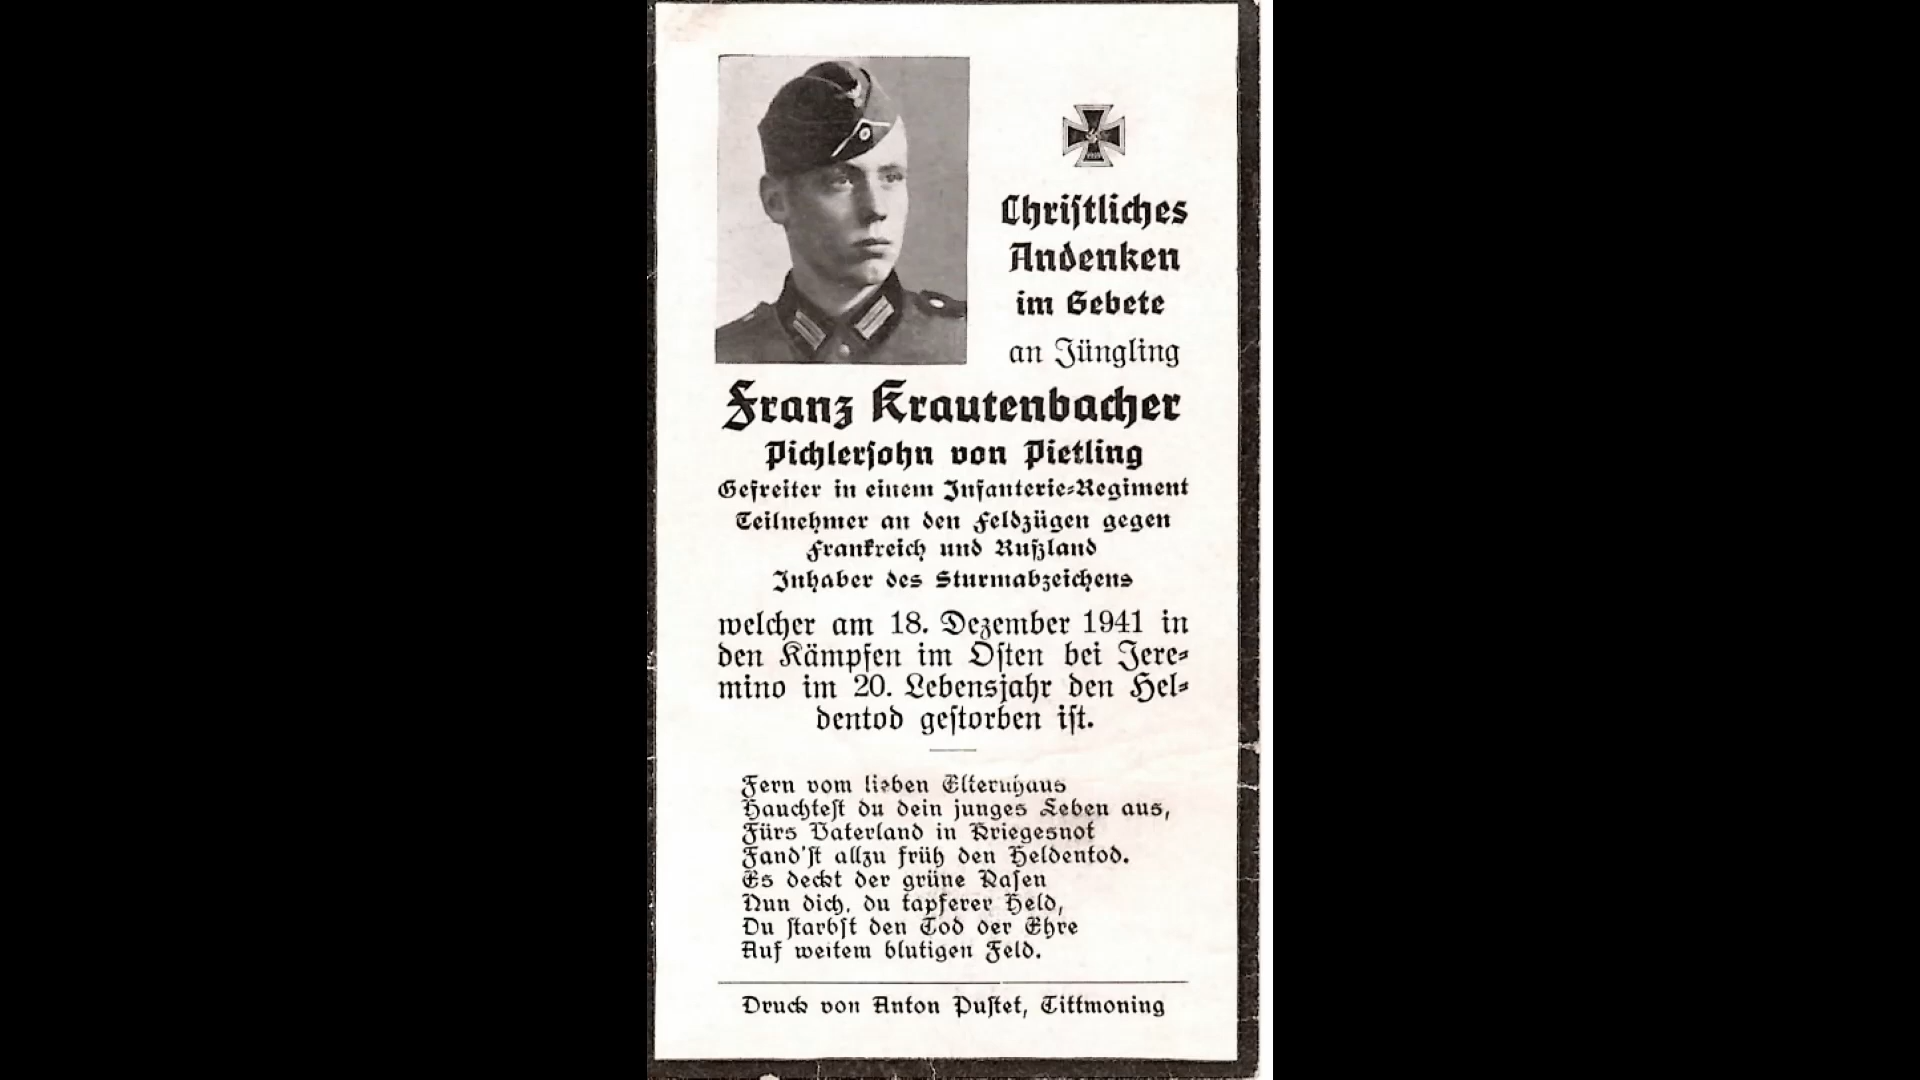 Christliches
Andenken
im Gebete
an Jüngling
Franz Krautenbacher
Pichlersohn von Pietling
Gefreiter in einem Infanterie-Regiment
Teilnehmer an den Feldzügen gegen
Frankreich und Rußland
Inhaber des Sturmabzeichens
welcher am 18. Dezember 1941 in
den Kämpfen im Osten bei Jere-
mino im 20. Lebensjahr den Hel-
dentod gestorben ist.
Fern vom lieben Elternhaus
Hauchtest du dein junges Leben aus,
Fürs Vaterland in Kriegesnot
Fand'st allzu früh den Heldentod.
Es deckt der grüne Rasen
Nun dich, du tapferer Held,
Du starbst den Tod der Ehre
Auf weitem blutigen Feld.
Druck von Anton Pustet, Tittmoning